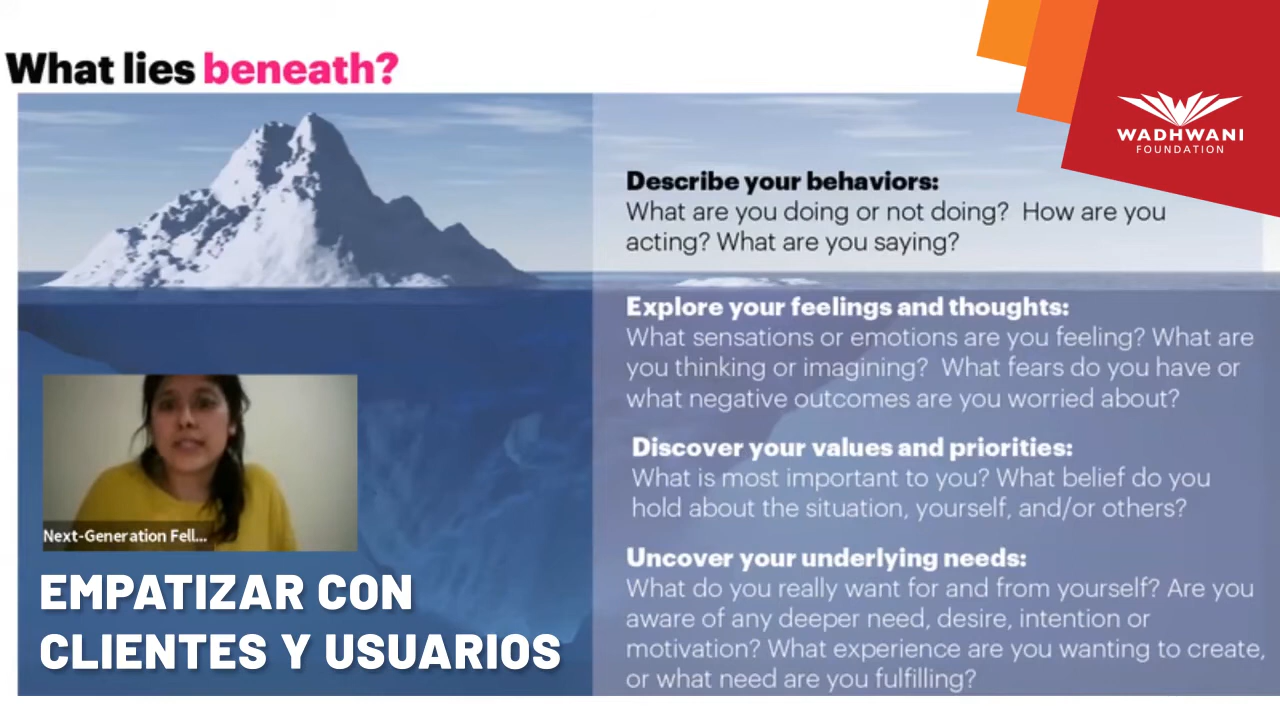 What lies beneath?
WADHWANI
FOUNDATION
Describe your behaviors:
What are you doing or not doing?  How are you
acting? What are you saying?
Explore your feelings and thoughts:
What sensations or emotions are you feeling? What are
you thinking or imagining?  What fears do you have or
what negative outcomes are you worried about?
Discover your values and priorities:
What is most important to you? What belief do you
hold about the situation, yourself, and/or others?
Uncover your underlying needs:
What do you really want for and from yourself? Are you
aware of any deeper need, desire, intention or
motivation? What experience are you wanting to create,
or what need are you fulfilling?
Next-Generation Fell...
EMPATIZAR CON
CLIENTES Y USUARIOS